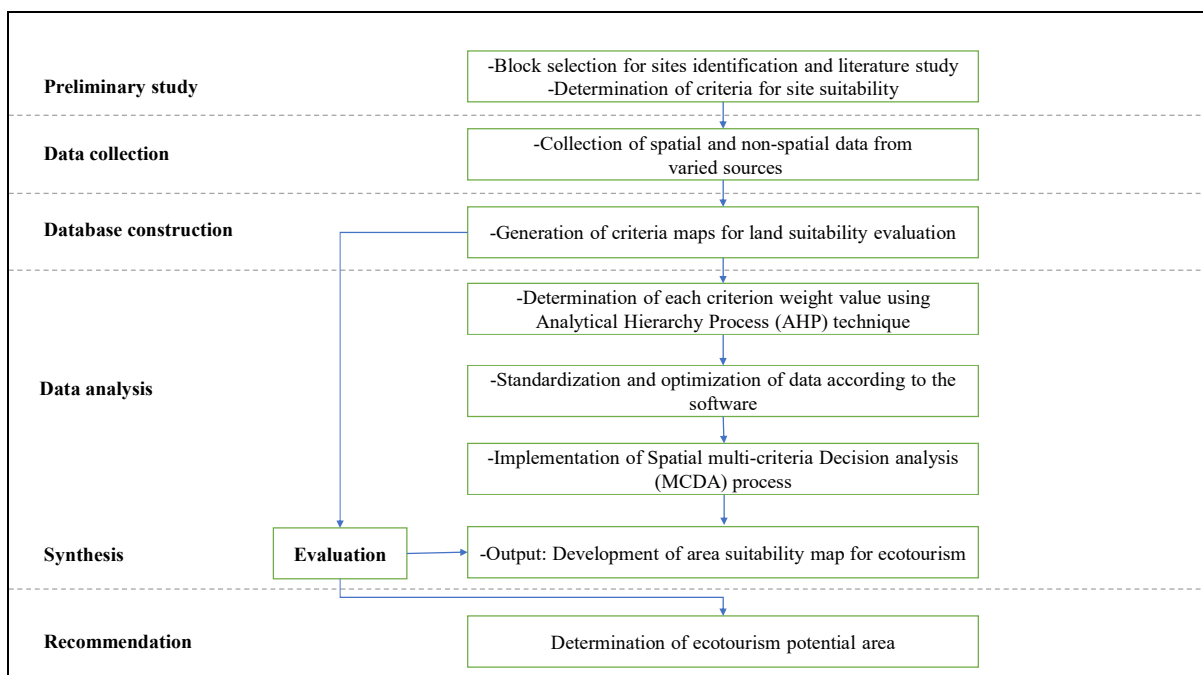 Preliminary study
-Block selection for sites identification and literature study
-Determination of criteria for site suitability
Data collection
-Collection of spatial and non-spatial data from
varied sources
Database construction
-Generation of criteria maps for land suitability evaluation
Data analysis
-Determination of each criterion weight value using
Analytical Hierarchy Process (AHP) technique
-Standardization and optimization of data according to the
software
-Implementation of Spatial multi-criteria Decision analysis
(MCDA) process
Synthesis
Evaluation
-Output: Development of area suitability map for ecotourism
Recommendation
Determination of ecotourism potential area